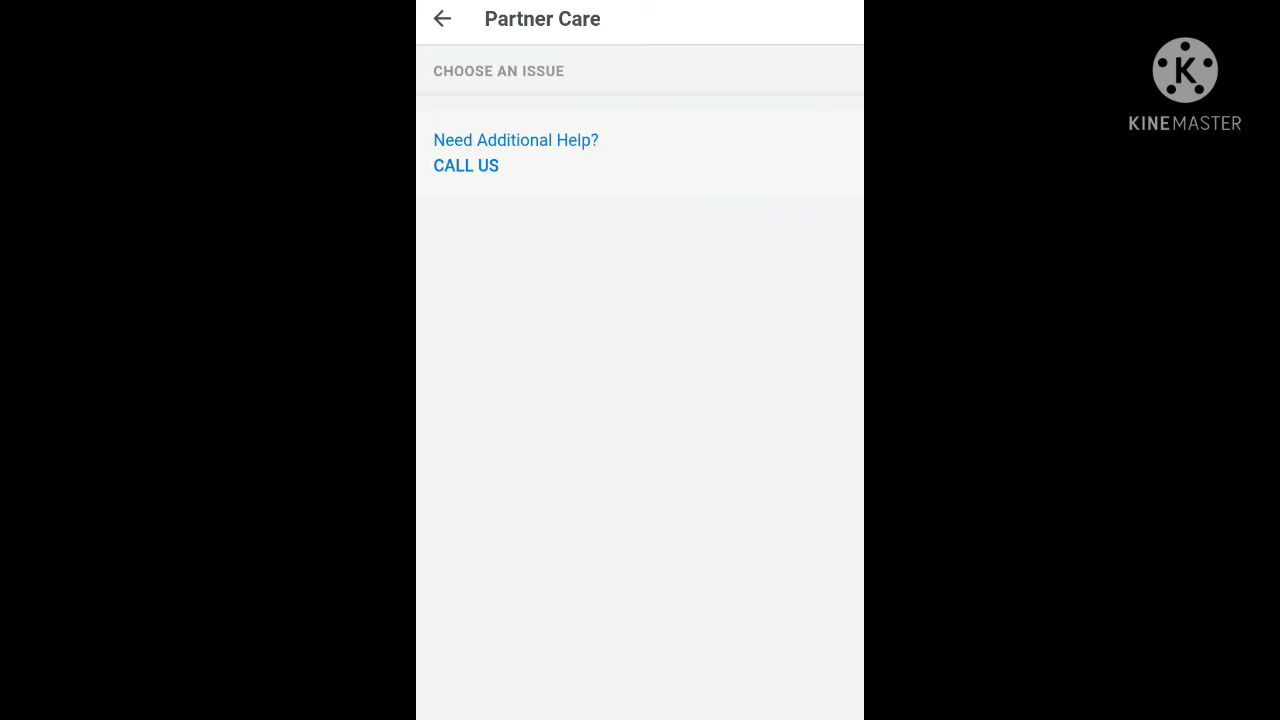 Partner Care
CHOOSE AN ISSUE
Need Additional Help?
CALL US
K
KINEMASTER